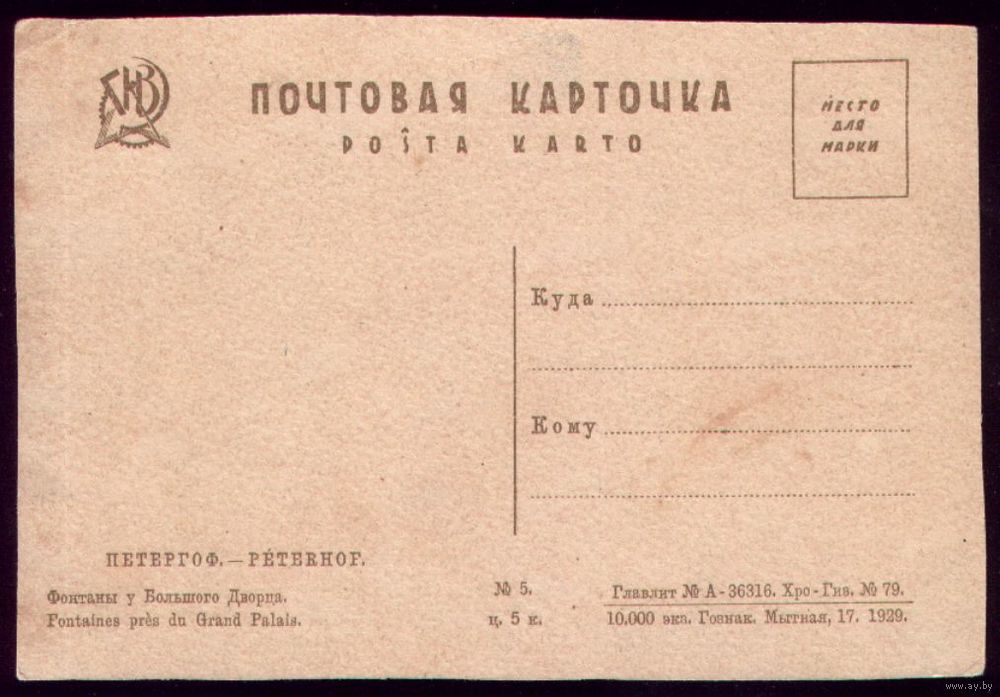 ПОЧТОВАЯ КАРТОЧКА
POŜTA KARTO
МЕСТО
ДЛЯ
МАРКИ
Куда
Кому
ПЕТЕРГОФ.—PÉTERHOF.
Фонтаны у Большого Дворца.
Fontaines près du Grand Palais.
№ 5.
ц. 5 к.
Главлит № А-36316. Хро-Гиз. № 79.
10,000 экз. Гознак. Мытная, 17. 1929.
www.ay.by